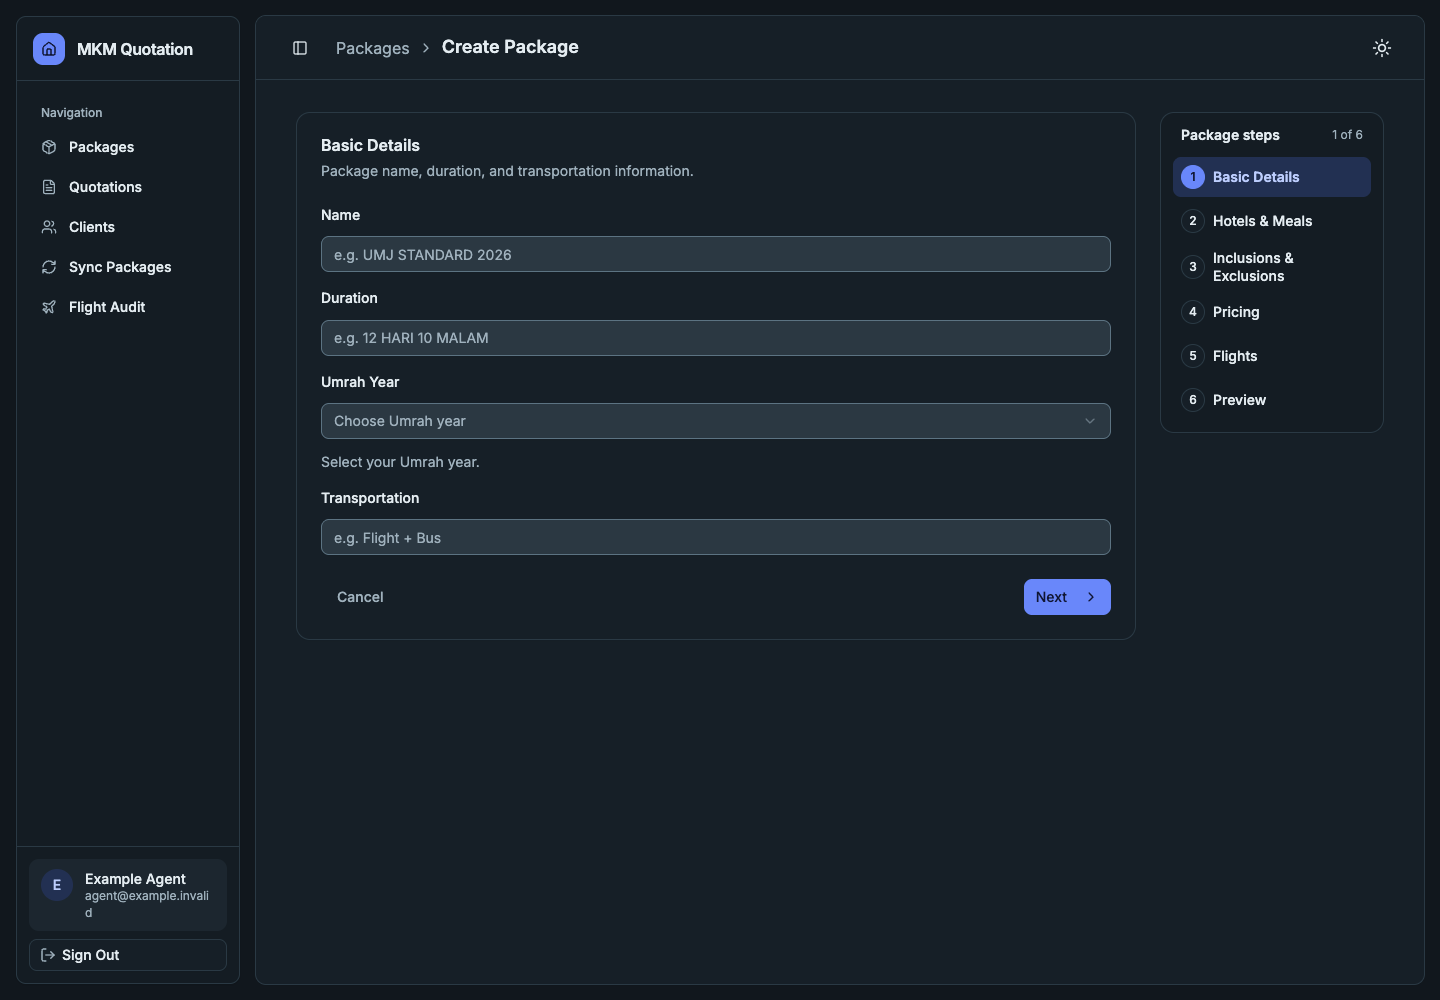 MKM Quotation
Navigation
Packages
Quotations
Clients
Sync Packages
Flight Audit
Example Agent
E
agent@example.invali
d
Sign Out
Packages
Create Package
Basic Details
Package name, duration, and transportation information.
Name
e.g. UMJ STANDARD 2026
Duration
e.g. 12 HARI 10 MALAM
Umrah Year
Choose Umrah year
Select your Umrah year.
Transportation
e.g. Flight + Bus
Cancel
Next
Package steps
1 of 6
1 Basic Details
2 Hotels & Meals
3 Inclusions &
Exclusions
4 Pricing
5 Flights
6 Preview